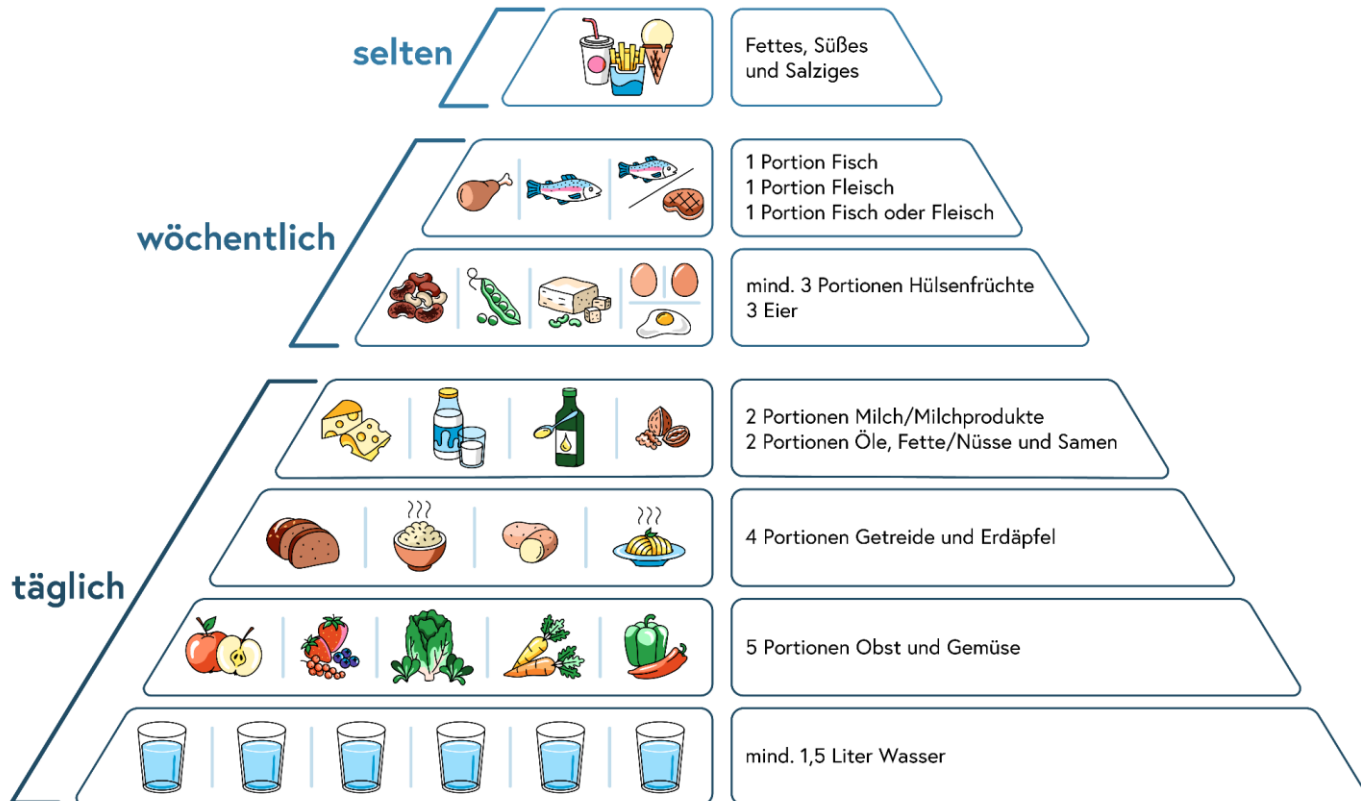 selten
Fettes, Süßes
und Salziges
wöchentlich
1 Portion Fisch
1 Portion Fleisch
1 Portion Fisch oder Fleisch
mind. 3 Portionen Hülsenfrüchte
3 Eier
täglich
2 Portionen Milch/Milchprodukte
2 Portionen Öle, Fette/Nüsse und Samen
4 Portionen Getreide und Erdäpfel
5 Portionen Obst und Gemüse
mind. 1,5 Liter Wasser